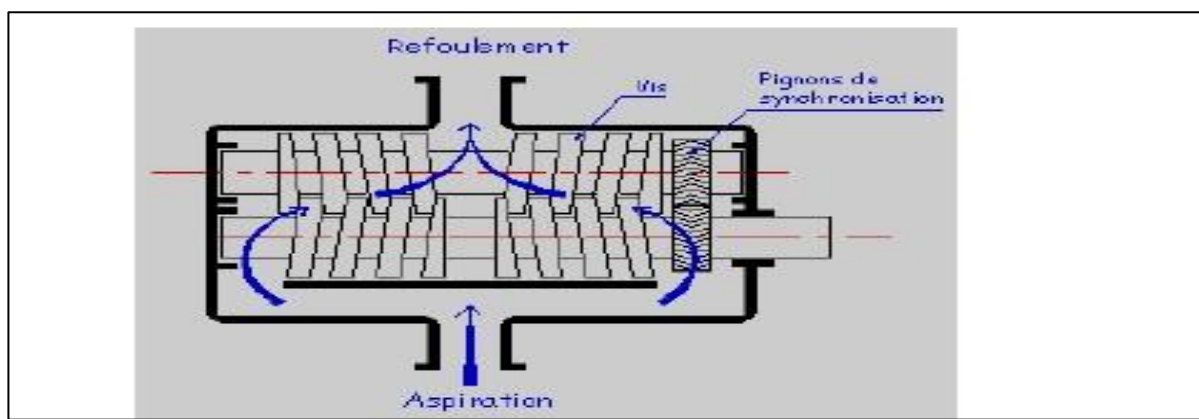 Refoulement
Vis
Pignons de
synchronisation
Aspiration